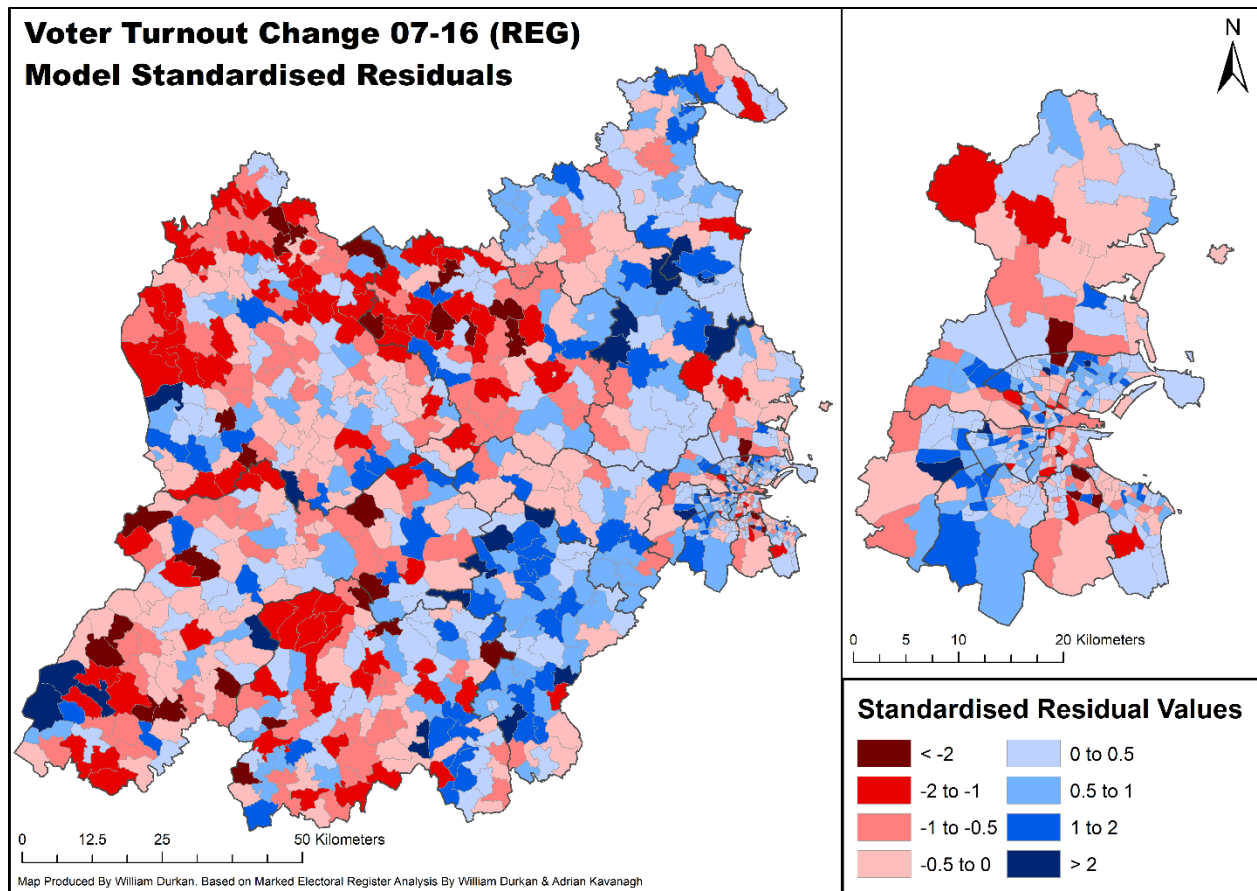 Voter Turnout Change 07-16 (REG)
Model Standardised Residuals
N
0 5 10 20 Kilometers
Standardised Residual Values
< -2
0 to 0.5
-2 to -1
0.5 to 1
-1 to -0.5
1 to 2
-0.5 to 0
> 2
0 12.5 25 50 Kilometers
Map Produced By William Durkan. Based on Marked Electoral Register Analysis By William Durkan & Adrian Kavanagh